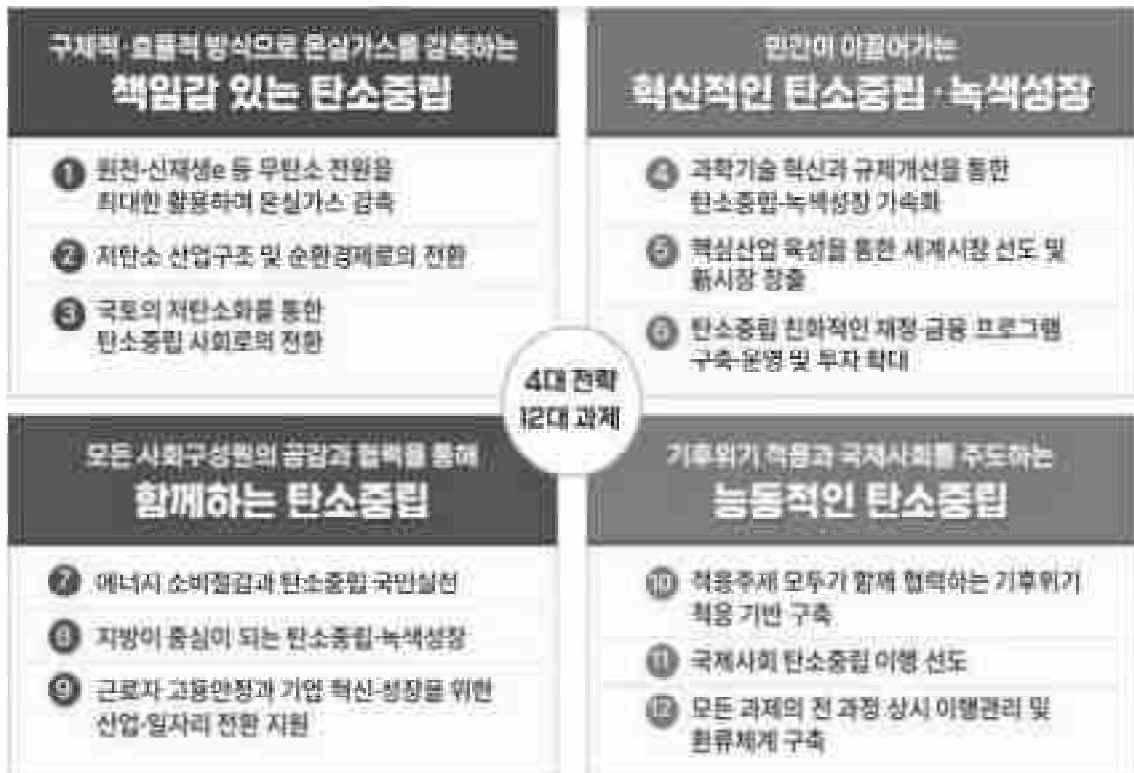 구체적·효율적 방식으로 온실가스를 감축하는
책임감 있는 탄소중립
1 원전·신재생e 등 무탄소 전원을
최대한 활용하여 온실가스 감축
2 저탄소 산업구조 및 순환경제로의 전환
3 국토의 저탄소화를 통한
탄소중립 사회로의 전환
민간이 이끌어가는
혁신적인 탄소중립·녹색성장
4 과학기술 혁신과 규제개선을 통한
탄소중립·녹색성장 가속화
5 핵심산업 육성을 통한 세계시장 선도 및
新시장 창출
6 탄소중립 친화적인 재정·금융 프로그램
구축·운영 및 투자 확대
4대 전략
12대 과제
모든 사회구성원의 공감과 협력을 통해
함께하는 탄소중립
7 에너지 소비절감과 탄소중립 국민실천
8 지방이 중심이 되는 탄소중립·녹색성장
9 근로자 고용안정과 기업 혁신·성장을 위한
산업·일자리 전환 지원
기후위기 적응과 국제사회를 주도하는
능동적인 탄소중립
10 적응주체 모두가 함께 협력하는 기후위기
적응 기반 구축
11 국제사회 탄소중립 이행 선도
12 모든 과제의 전 과정 상시 이행관리 및
환류체계 구축